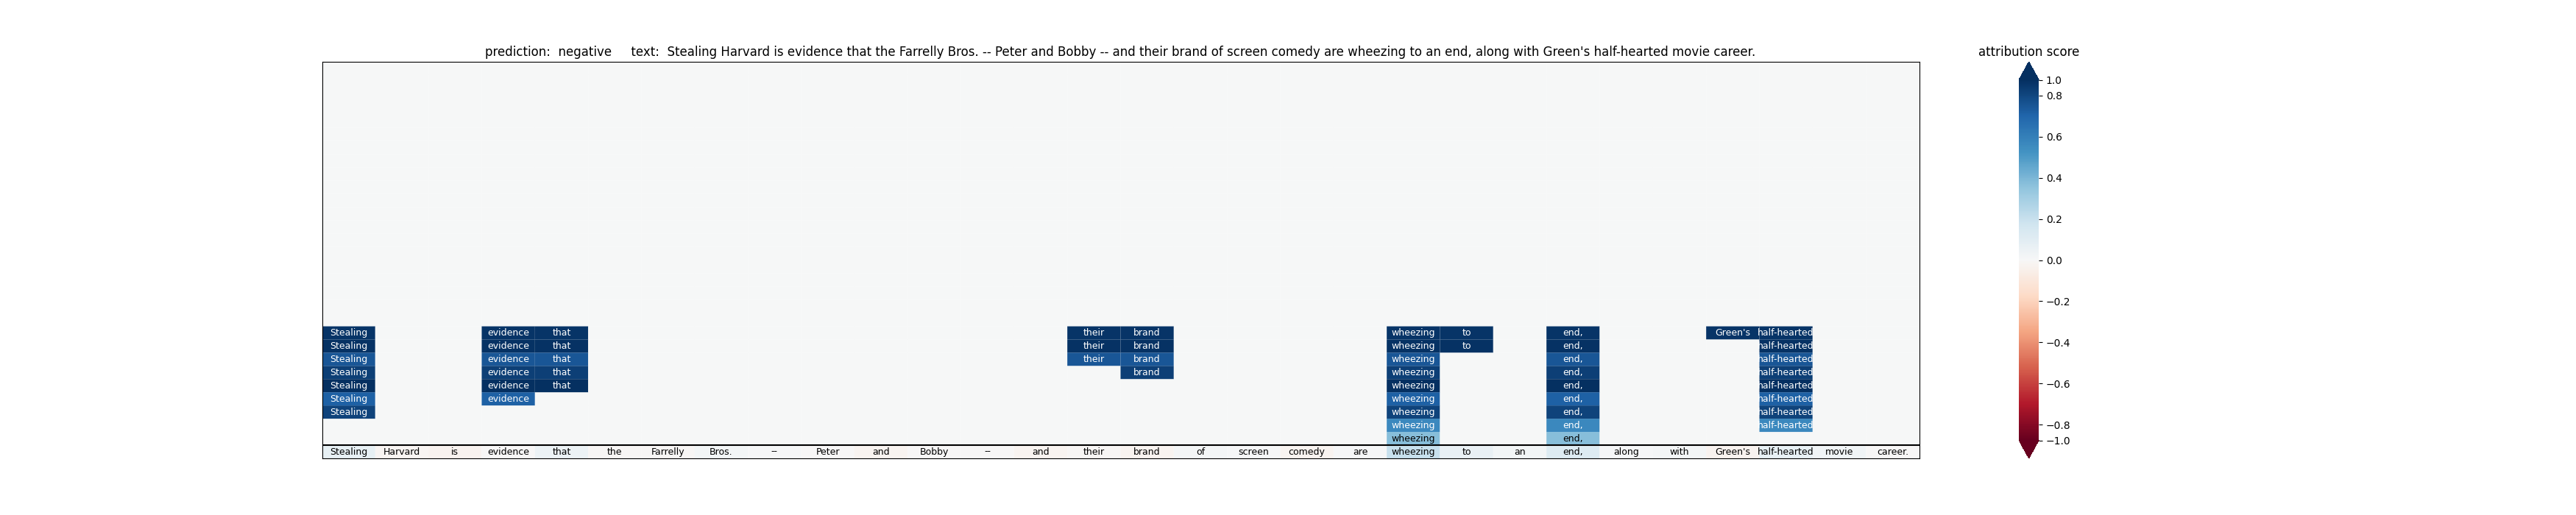 prediction:  negative     text:  Stealing Harvard is evidence that the Farrelly Bros. -- Peter and Bobby -- and their brand of screen comedy are wheezing to an end, along with Green's half-hearted movie career.
attribution score
1.0
0.8
0.6
0.4
0.2
0.0
−0.2
−0.4
−0.6
−0.8
−1.0
Stealing evidence that their brand wheezing to end, Green's half-hearted
Stealing evidence that their brand wheezing to end, half-hearted
Stealing evidence that their brand wheezing end, half-hearted
Stealing evidence that brand wheezing end, half-hearted
Stealing evidence that wheezing end, half-hearted
Stealing evidence wheezing end, half-hearted
Stealing wheezing end, half-hearted
wheezing end, half-hearted
wheezing end,
Stealing Harvard is evidence that the Farrelly Bros. -- Peter and Bobby -- and their brand of screen comedy are wheezing to an end, along with Green's half-hearted movie career.